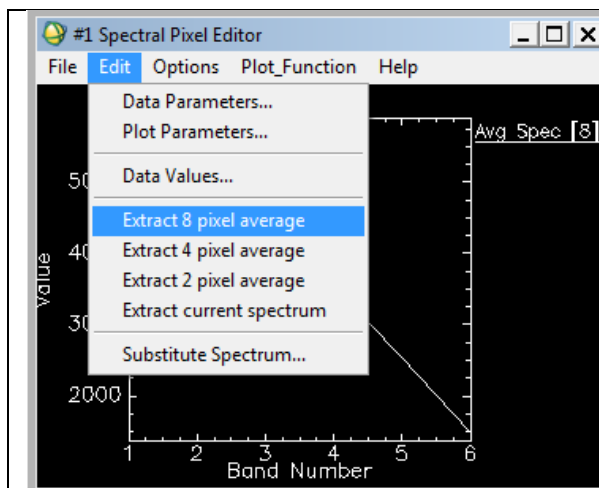 #1 Spectral Pixel Editor
File Edit Options Plot_Function Help
Data Parameters...
Plot Parameters...
Data Values...
Extract 8 pixel average
Extract 4 pixel average
Extract 2 pixel average
Extract current spectrum
Substitute Spectrum...
Avg Spec [8]
Value
2000
1 2 3 4 5 6
Band Number